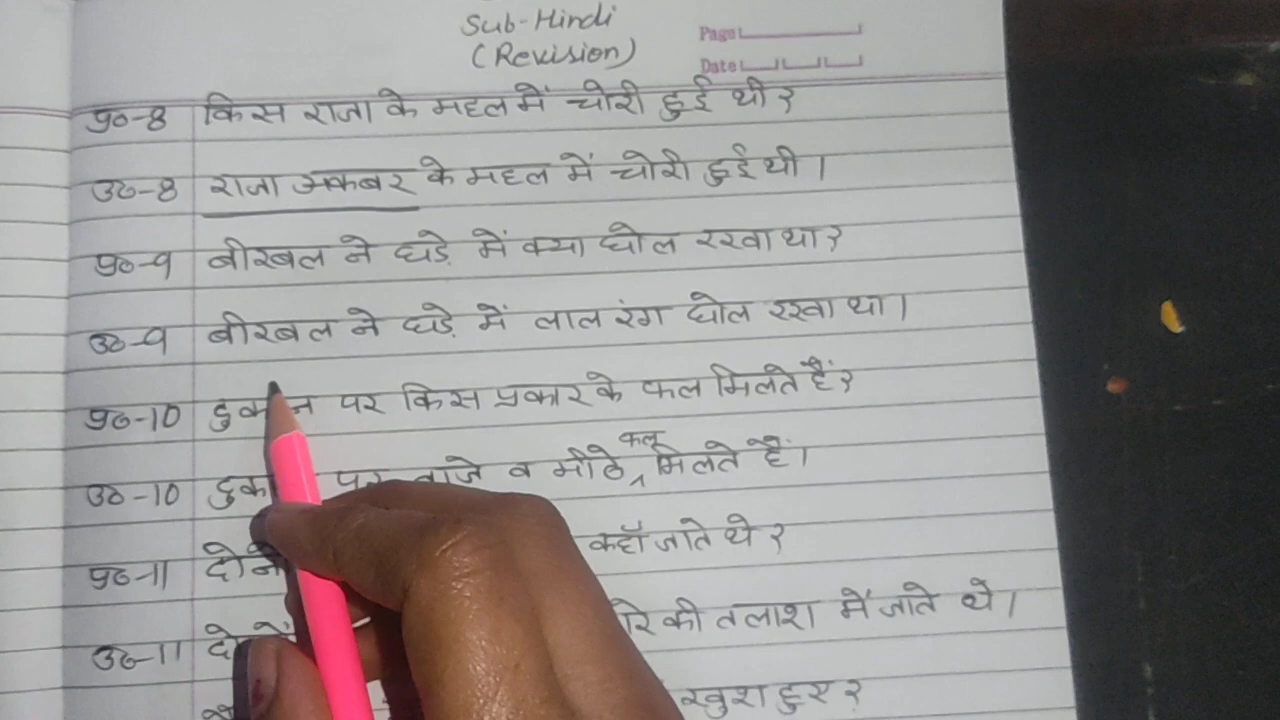 Sub-Hindi
(Revision)
Page
Date
प्र०-8 किस राजा के महल में चोरी हुई थी?
उ०-8 राजा अकबर के महल में चोरी हुई थी।
प्र०-9 बीरबल ने घड़े में क्या घोल रखा था?
उ०-9 बीरबल ने घड़े में लाल रंग घोल रखा था।
प्र०-10 दुकान पर किस प्रकार के फल मिलते हैं?
फल
उ०-10 पर ताजे व मीठे मिलते हैं।
प्र०-11 कहाँ जाते थे?
उ०-11 की तलाश में जाते थे।
खुश हुए?